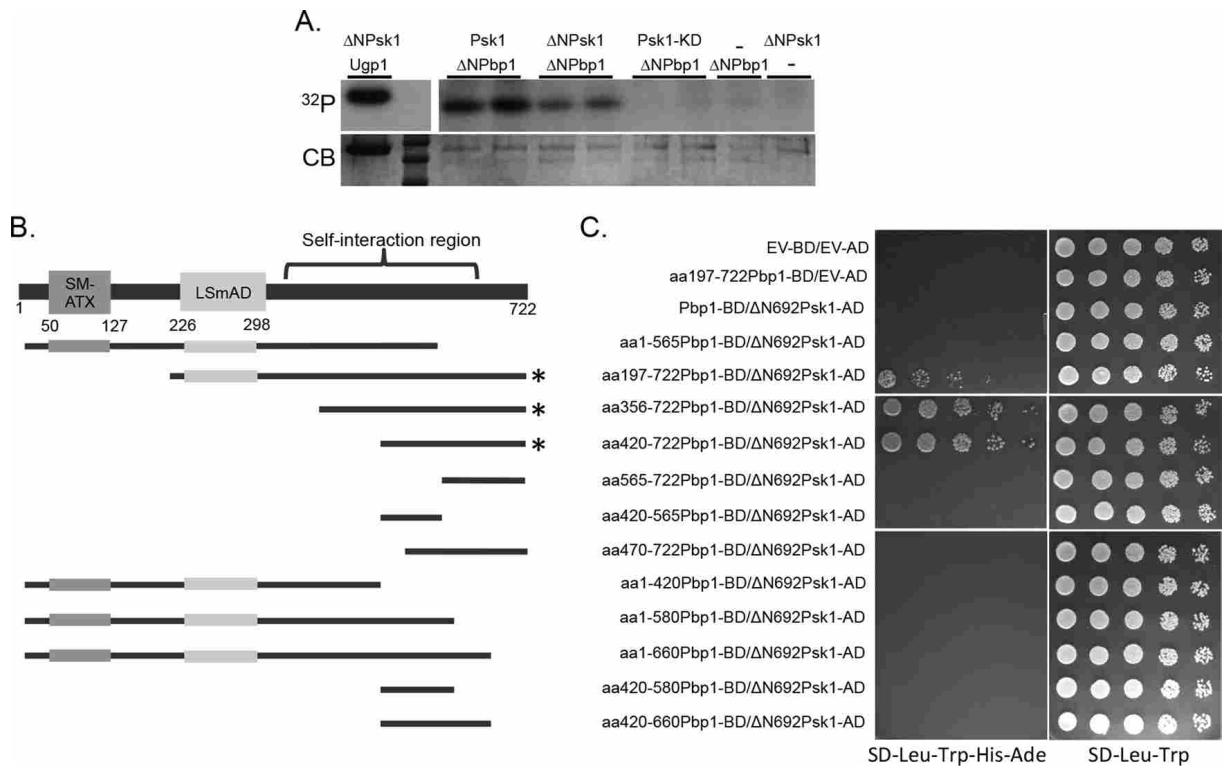 A.
ΔNPsk1 Psk1 ΔNPsk1 Psk1-KD – ΔNPsk1
Ugp1 ΔNPbp1 ΔNPbp1 ΔNPbp1 ΔNPbp1 –
32P
CB
B.
Self-interaction region
SM-
ATX
LSmAD
1 722
50 127 226 298
*
*
*
C.
EV-BD/EV-AD
aa197-722Pbp1-BD/EV-AD
Pbp1-BD/ΔN692Psk1-AD
aa1-565Pbp1-BD/ΔN692Psk1-AD
aa197-722Pbp1-BD/ΔN692Psk1-AD
aa356-722Pbp1-BD/ΔN692Psk1-AD
aa420-722Pbp1-BD/ΔN692Psk1-AD
aa565-722Pbp1-BD/ΔN692Psk1-AD
aa420-565Pbp1-BD/ΔN692Psk1-AD
aa470-722Pbp1-BD/ΔN692Psk1-AD
aa1-420Pbp1-BD/ΔN692Psk1-AD
aa1-580Pbp1-BD/ΔN692Psk1-AD
aa1-660Pbp1-BD/ΔN692Psk1-AD
aa420-580Pbp1-BD/ΔN692Psk1-AD
aa420-660Pbp1-BD/ΔN692Psk1-AD
SD-Leu-Trp-His-Ade SD-Leu-Trp